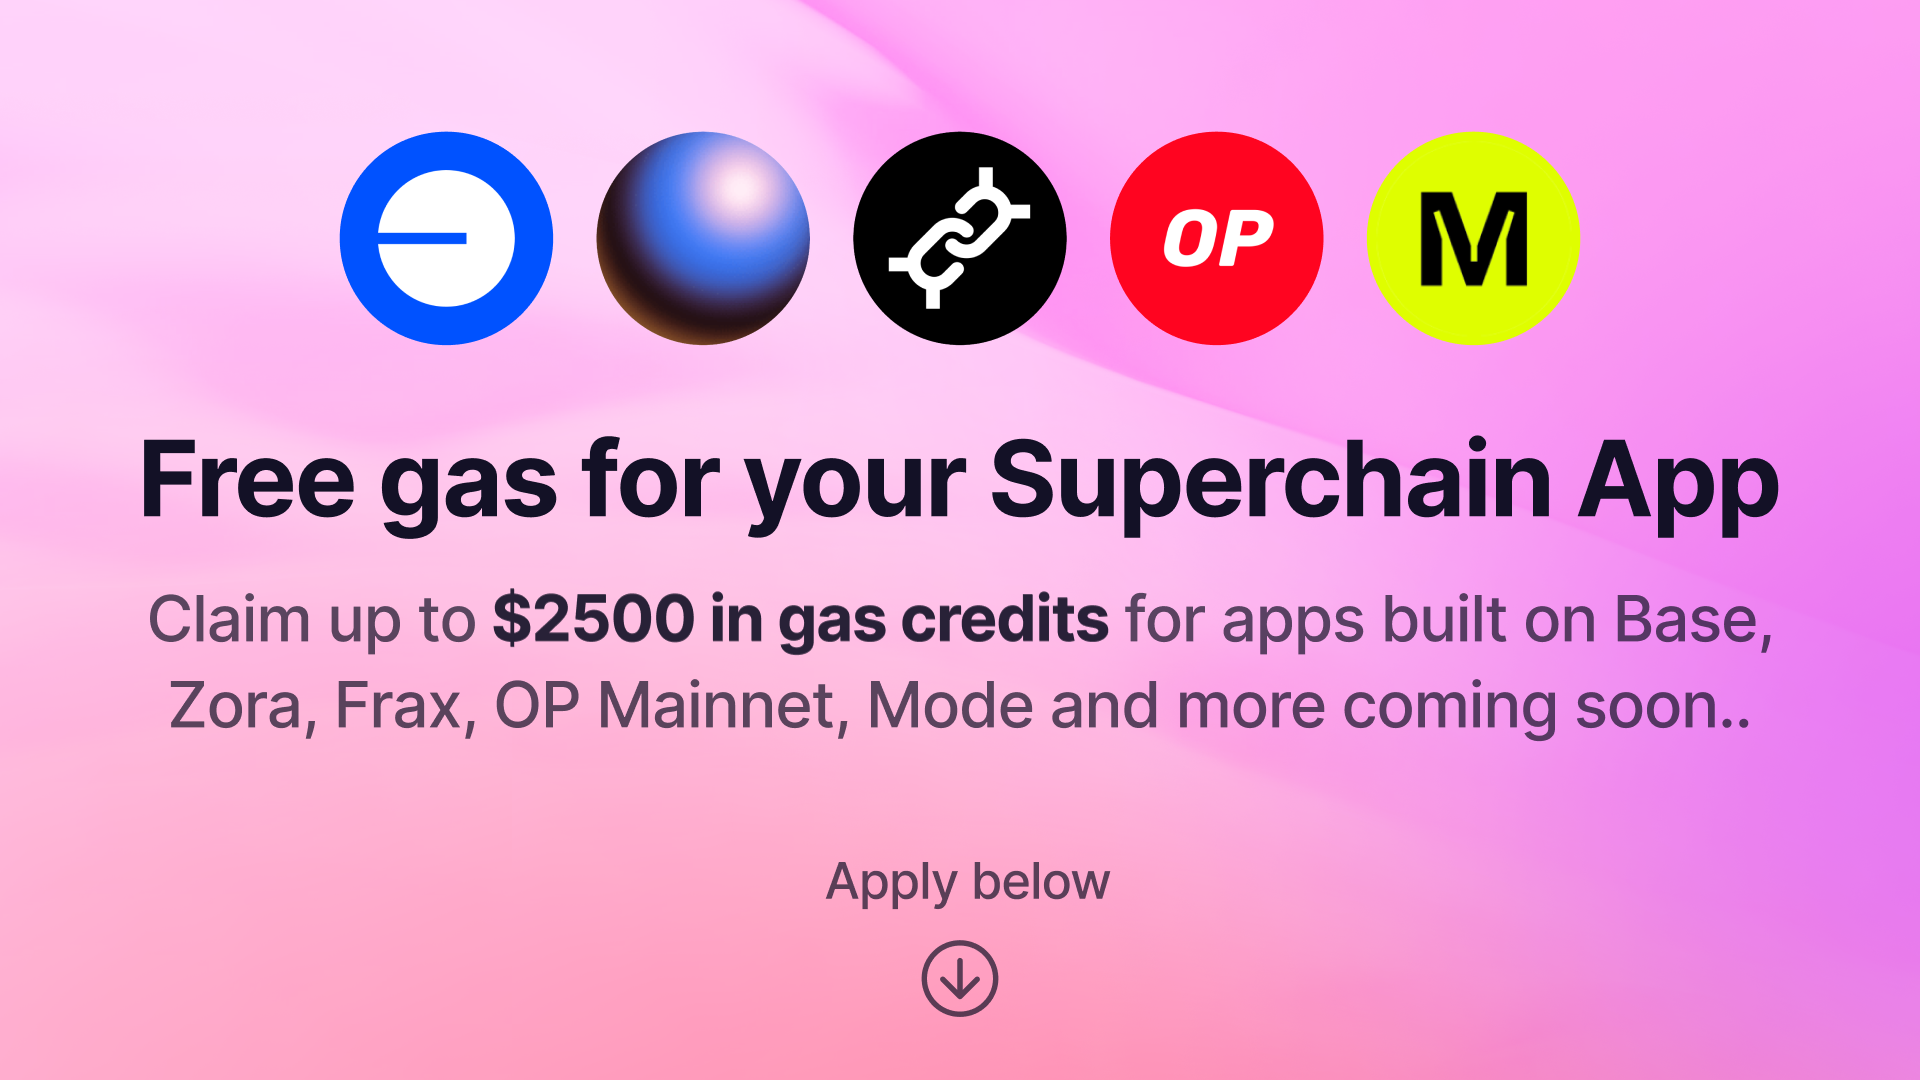 OP
M
Free gas for your Superchain App
Claim up to $2500 in gas credits for apps built on Base,
Zora, Frax, OP Mainnet, Mode and more coming soon..
Apply below